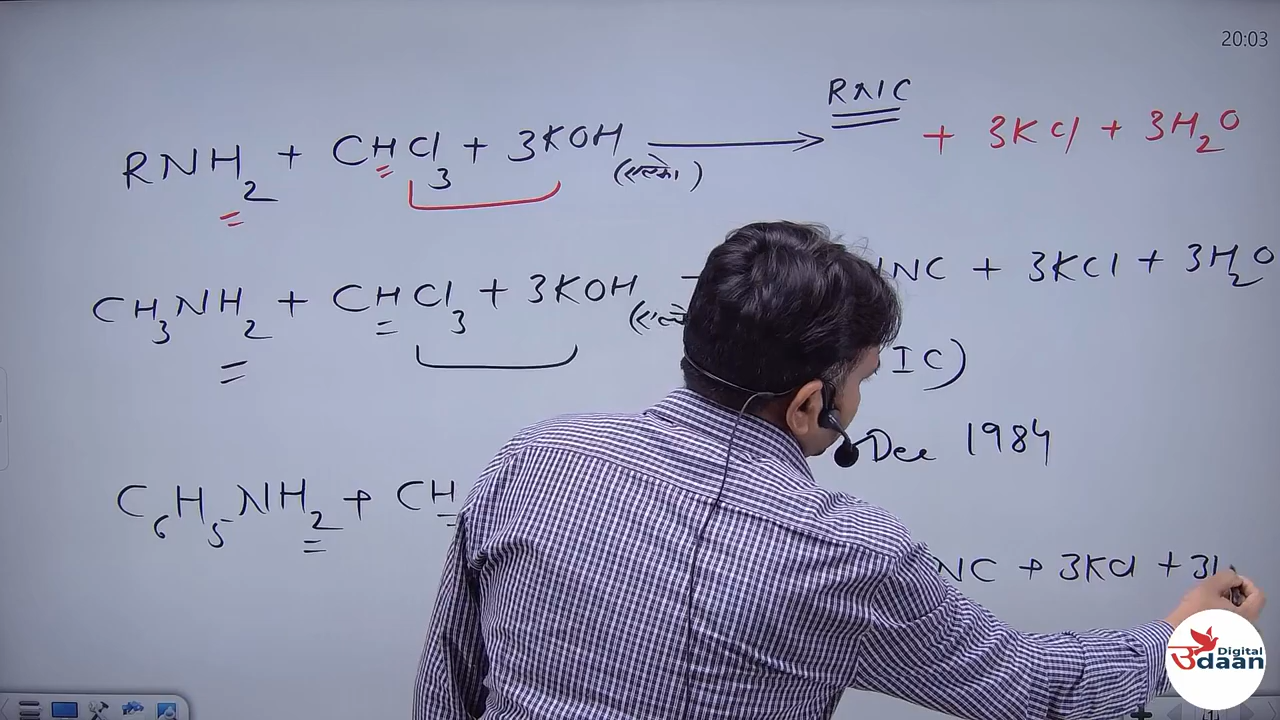 20:03
RNH2 + CHCl3 + 3KOH (एल्को) → RNC + 3KCl + 3H2O
CH3NH2 + CHCl3 + 3KOH NC + 3KCl + 3H2O
IC)
Dec 1984
C6H5NH2 + CH NC + 3KCl + 3
Digital
उdaan